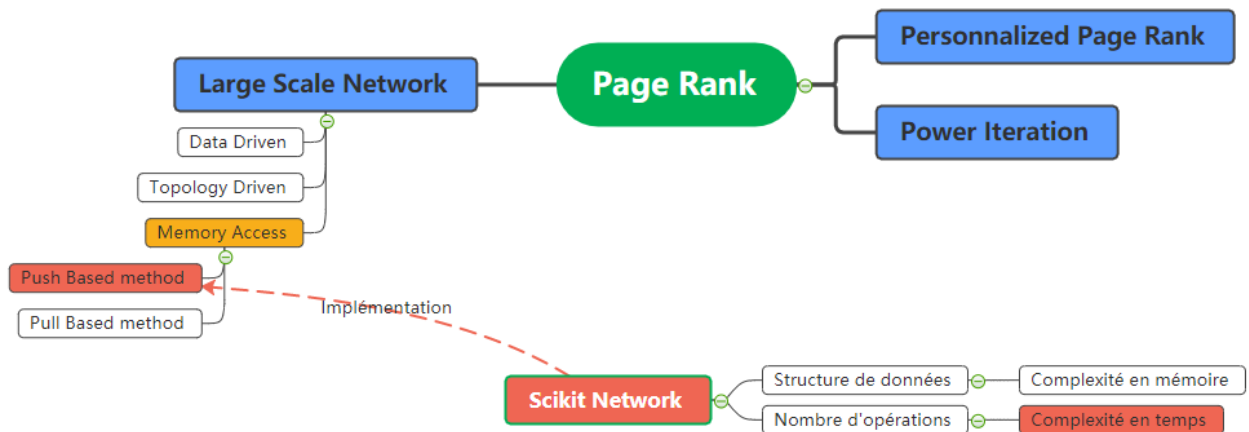 Page Rank
Large Scale Network
Data Driven
Topology Driven
Memory Access
Push Based method
Pull Based method
Personnalized Page Rank
Power Iteration
Implémentation
Scikit Network
Structure de données
Complexité en mémoire
Nombre d'opérations
Complexité en temps